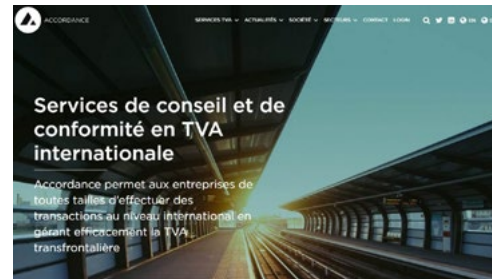 ACCORDANCE
SERVICES TVA ACTUALITÉS SOCIÉTÉ SECTEURS CONTACT LOGIN EN
Services de conseil et de
conformité en TVA
internationale
Accordance permet aux entreprises de
toutes tailles d'effectuer des
transactions au niveau international en
gérant efficacement la TVA
transfrontalière